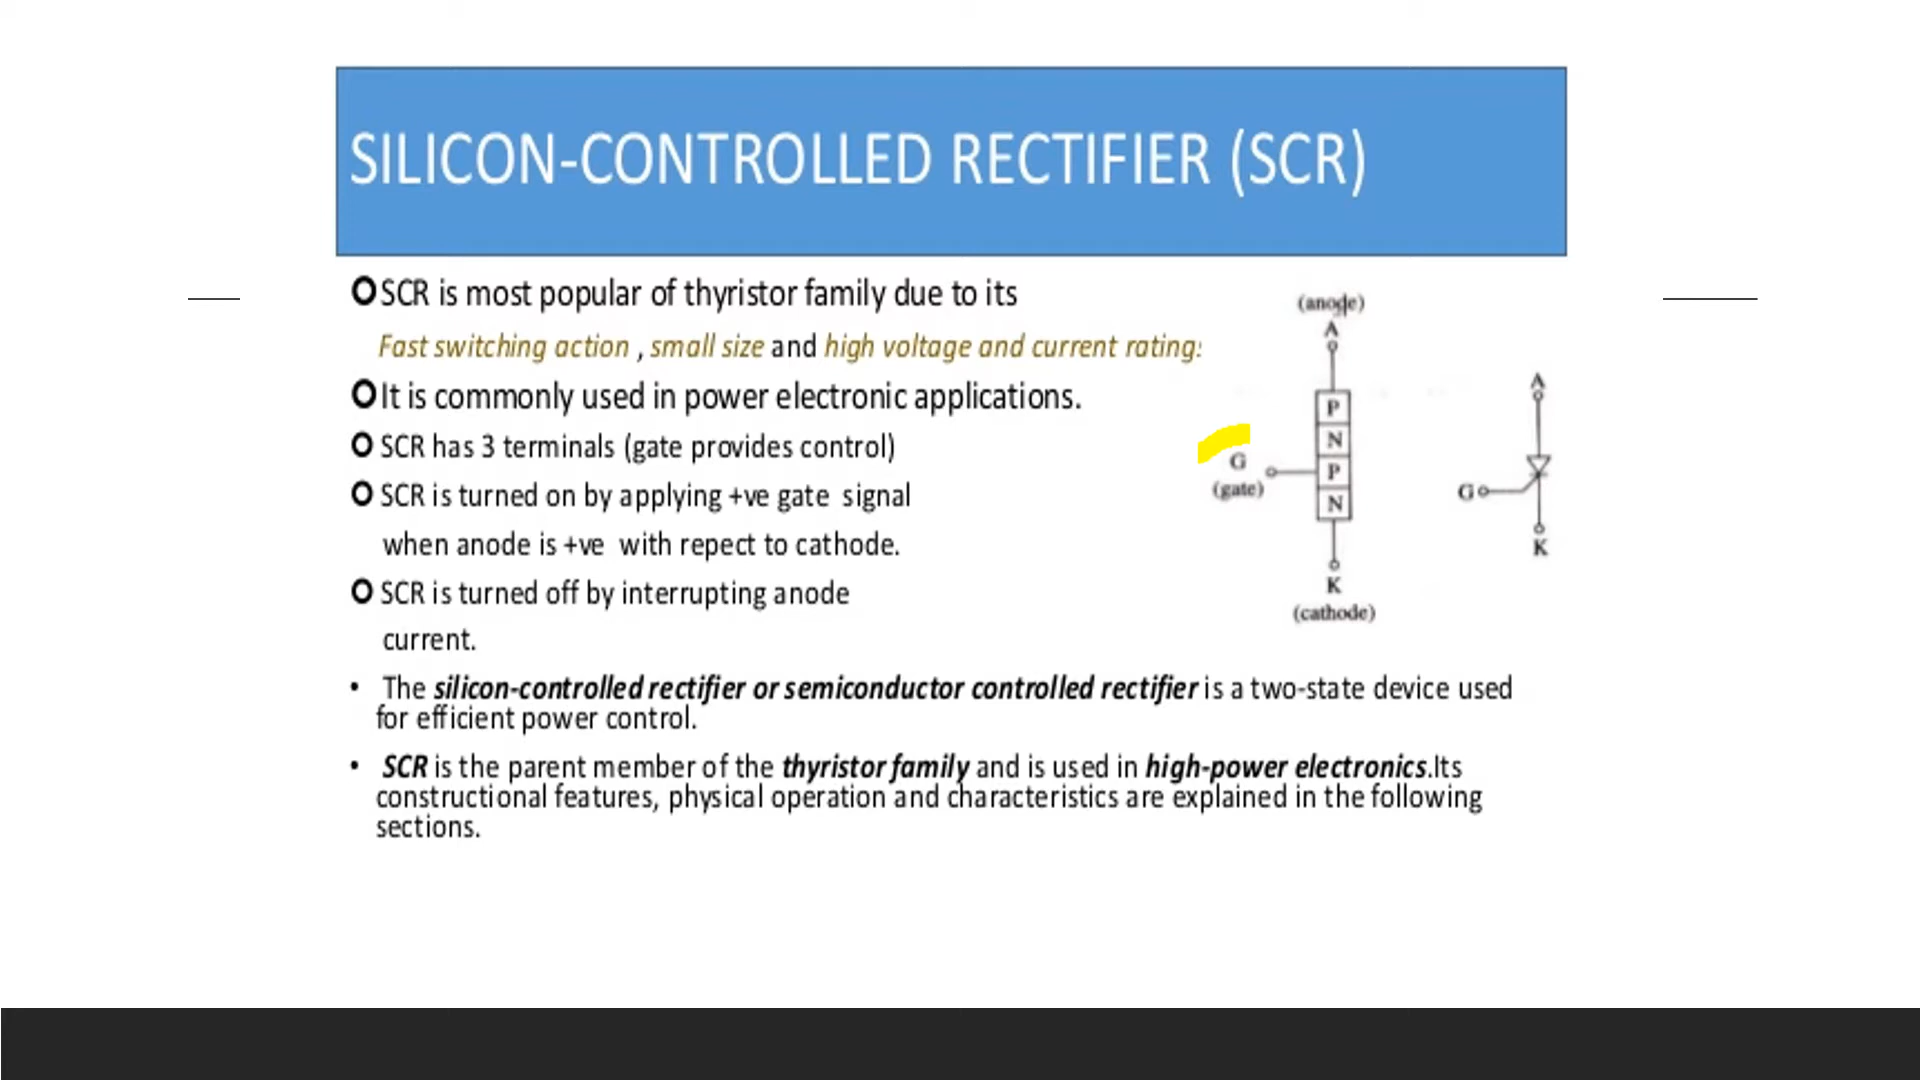 SILICON-CONTROLLED RECTIFIER (SCR)
SCR is most popular of thyristor family due to its
Fast switching action , small size and high voltage and current rating:
It is commonly used in power electronic applications.
SCR has 3 terminals (gate provides control)
SCR is turned on by applying +ve gate signal
when anode is +ve with repect to cathode.
SCR is turned off by interrupting anode
current.
• The silicon-controlled rectifier or semiconductor controlled rectifier is a two-state device used
for efficient power control.
• SCR is the parent member of the thyristor family and is used in high-power electronics.Its
constructional features, physical operation and characteristics are explained in the following
sections.
(anode)
A
P
N
P
N
G
(gate)
K
(cathode)
A
G
K